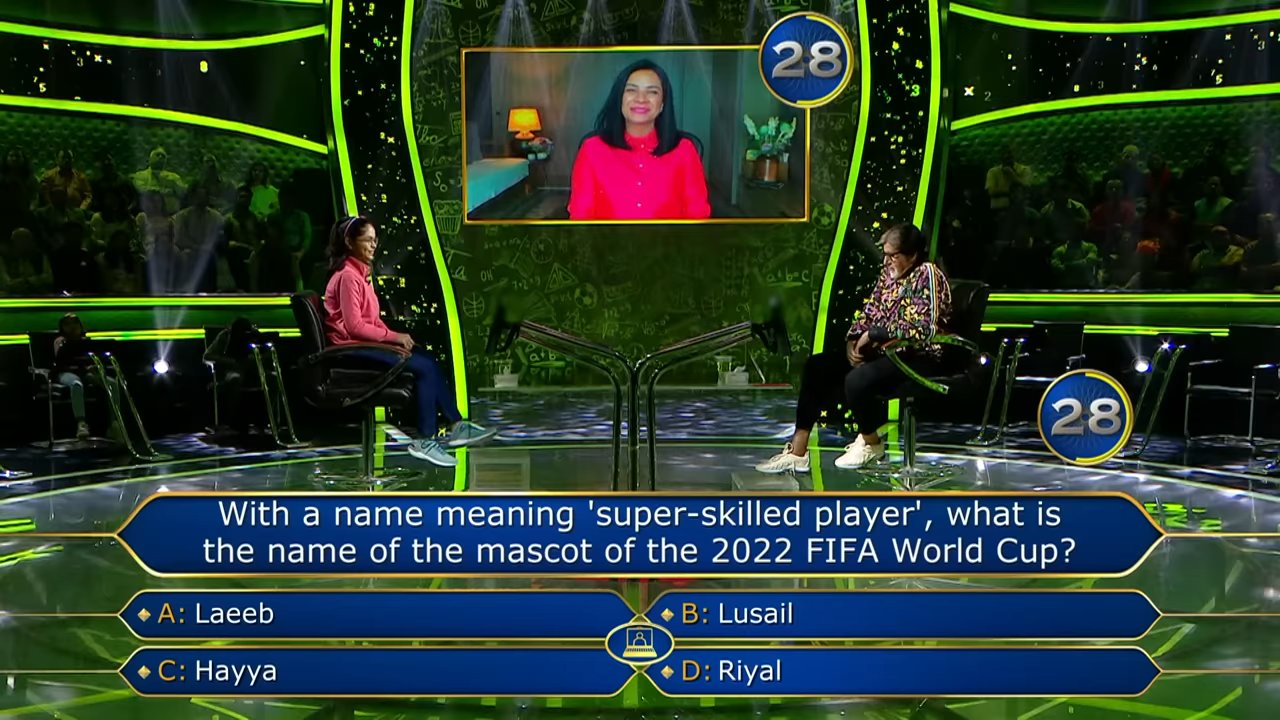 28
28
With a name meaning 'super-skilled player', what is
the name of the mascot of the 2022 FIFA World Cup?
A: Laeeb
B: Lusail
C: Hayya
D: Riyal